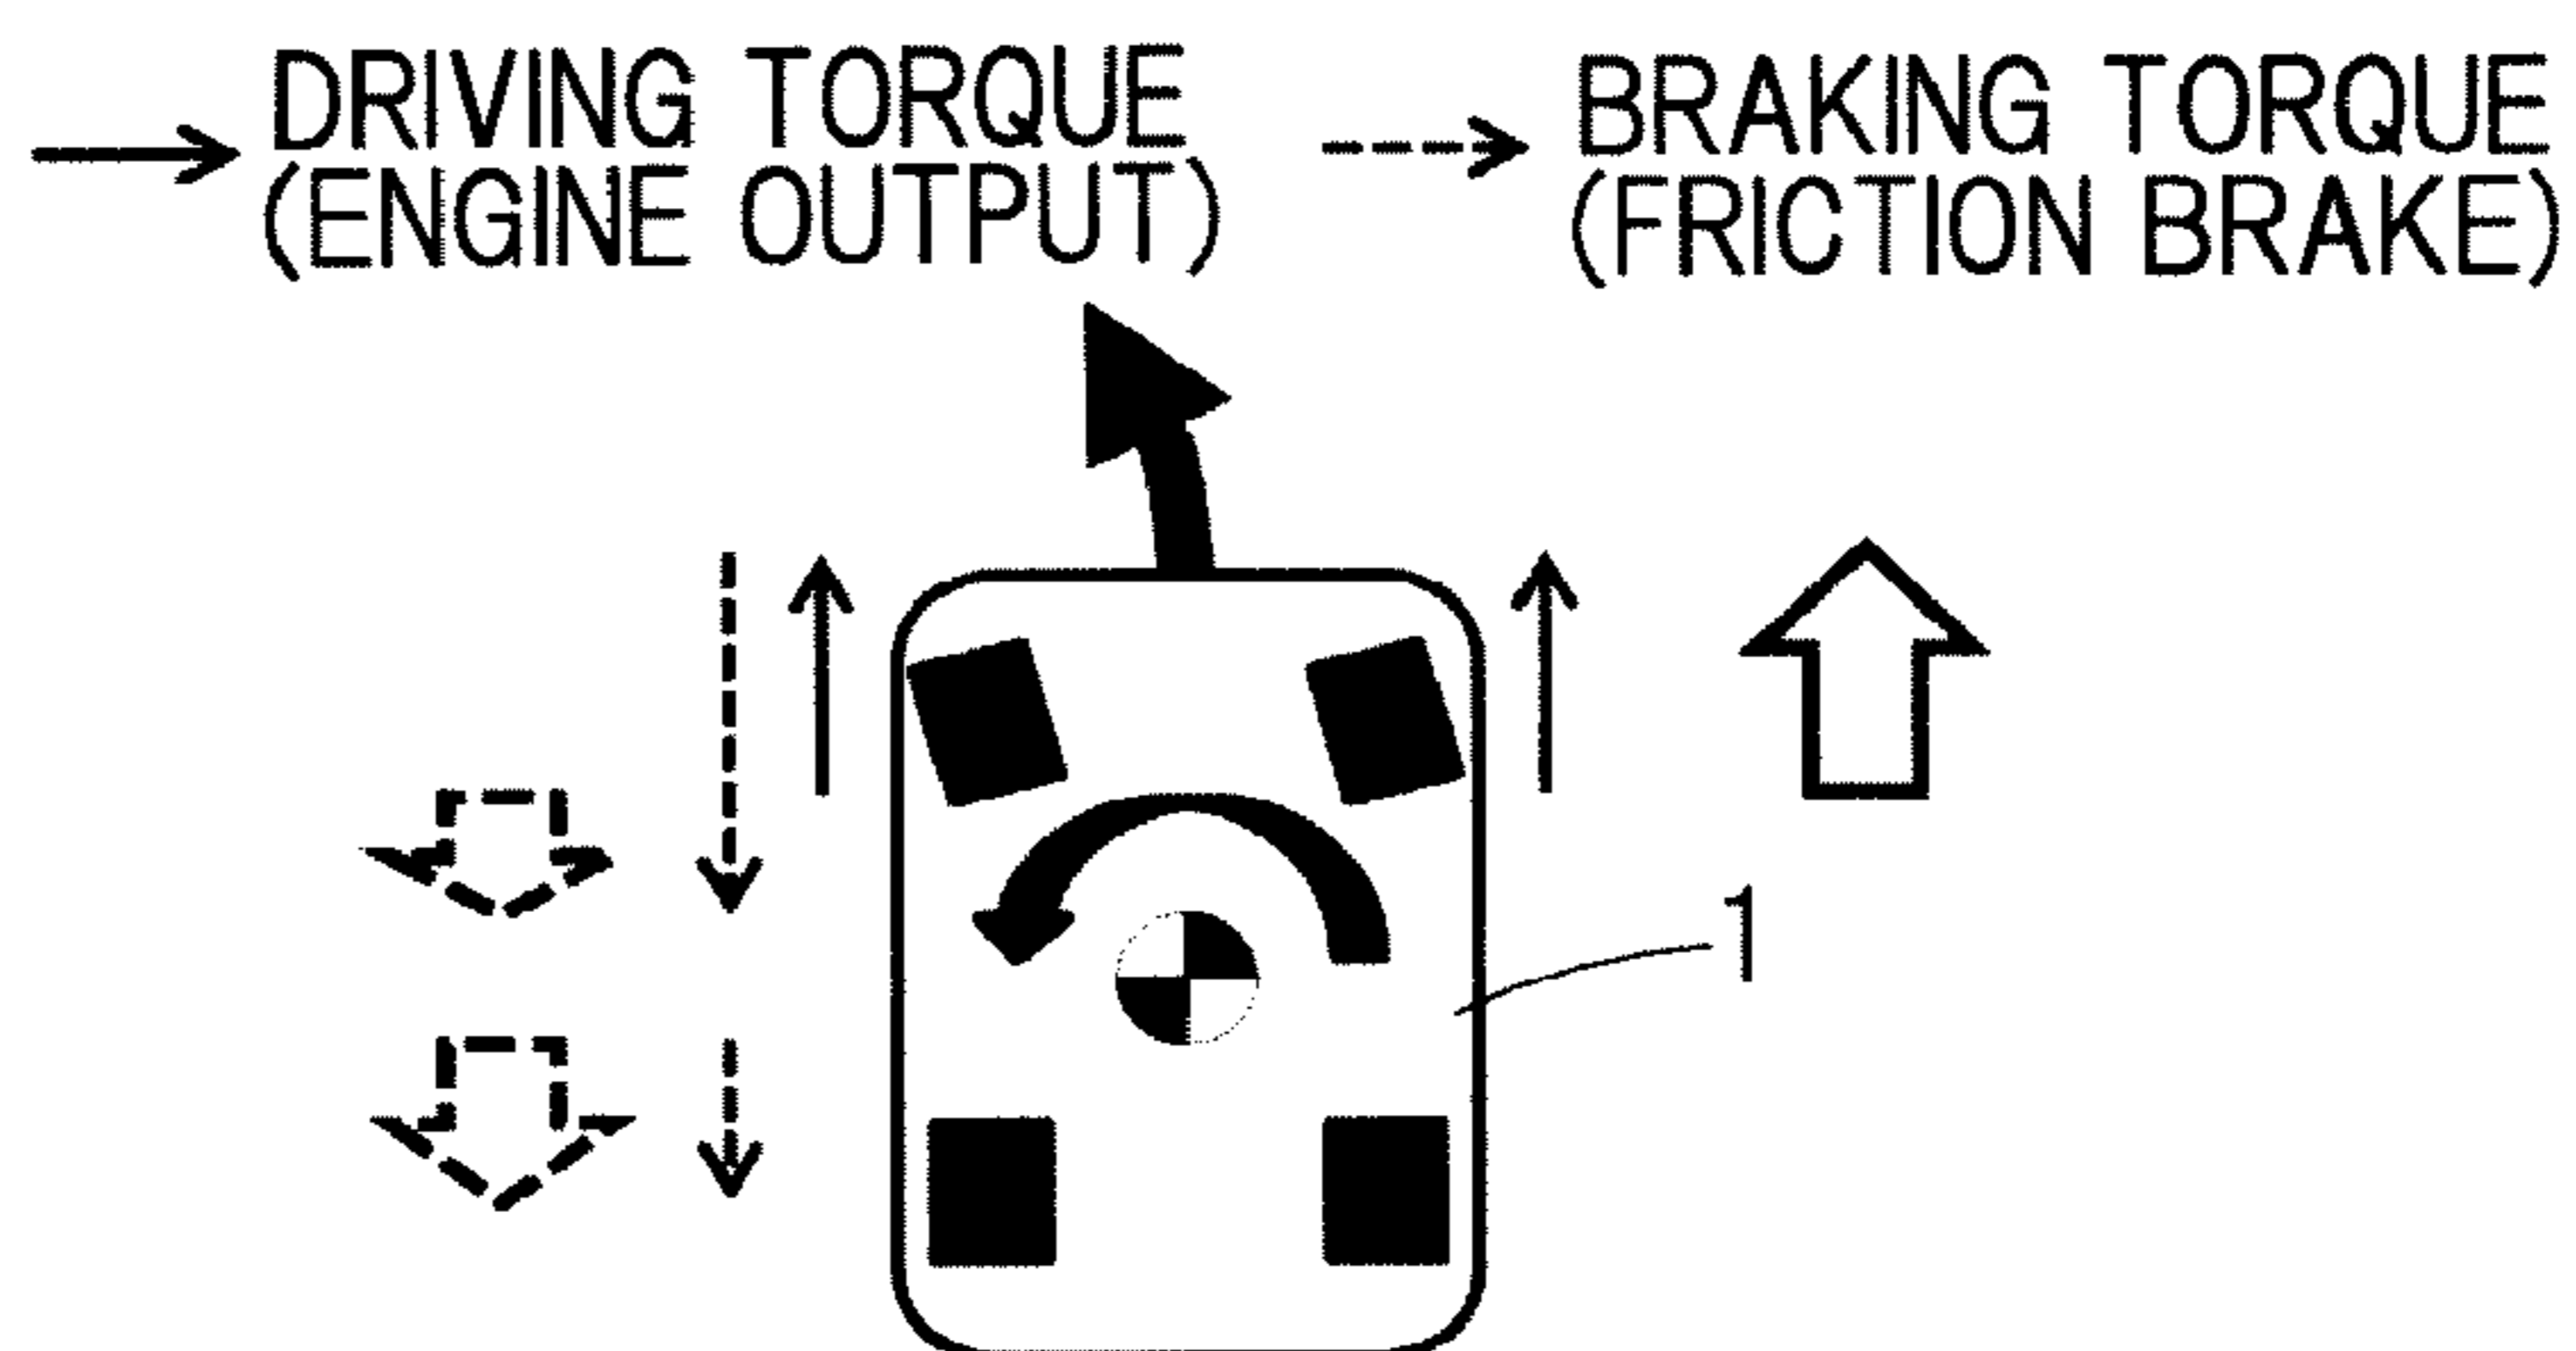 DRIVING TORQUE
(ENGINE OUTPUT)
BRAKING TORQUE
(FRICTION BRAKE)
1